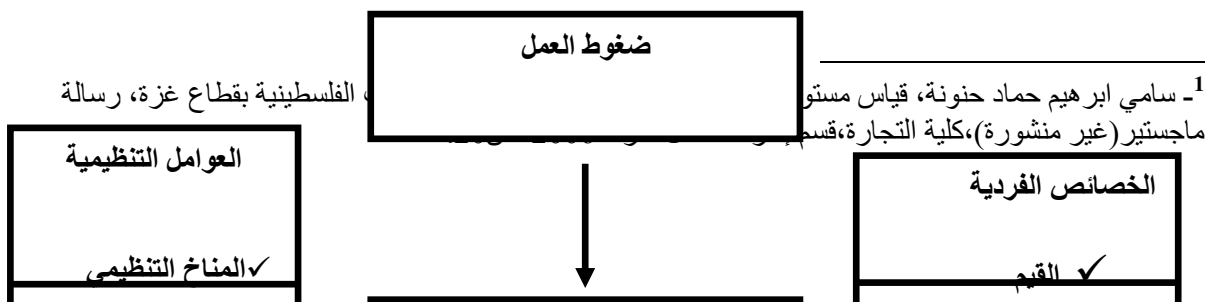 ضغوط العمل
1- سامي ابراهيم حماد حنونة، قياس مستو الفلسطينية بقطاع غزة، رسالة
ماجستير(غير منشورة)،كلية التجارة،قسم
العوامل التنظيمية
الخصائص الفردية
✓المناخ التنظيمي
✓ القيم